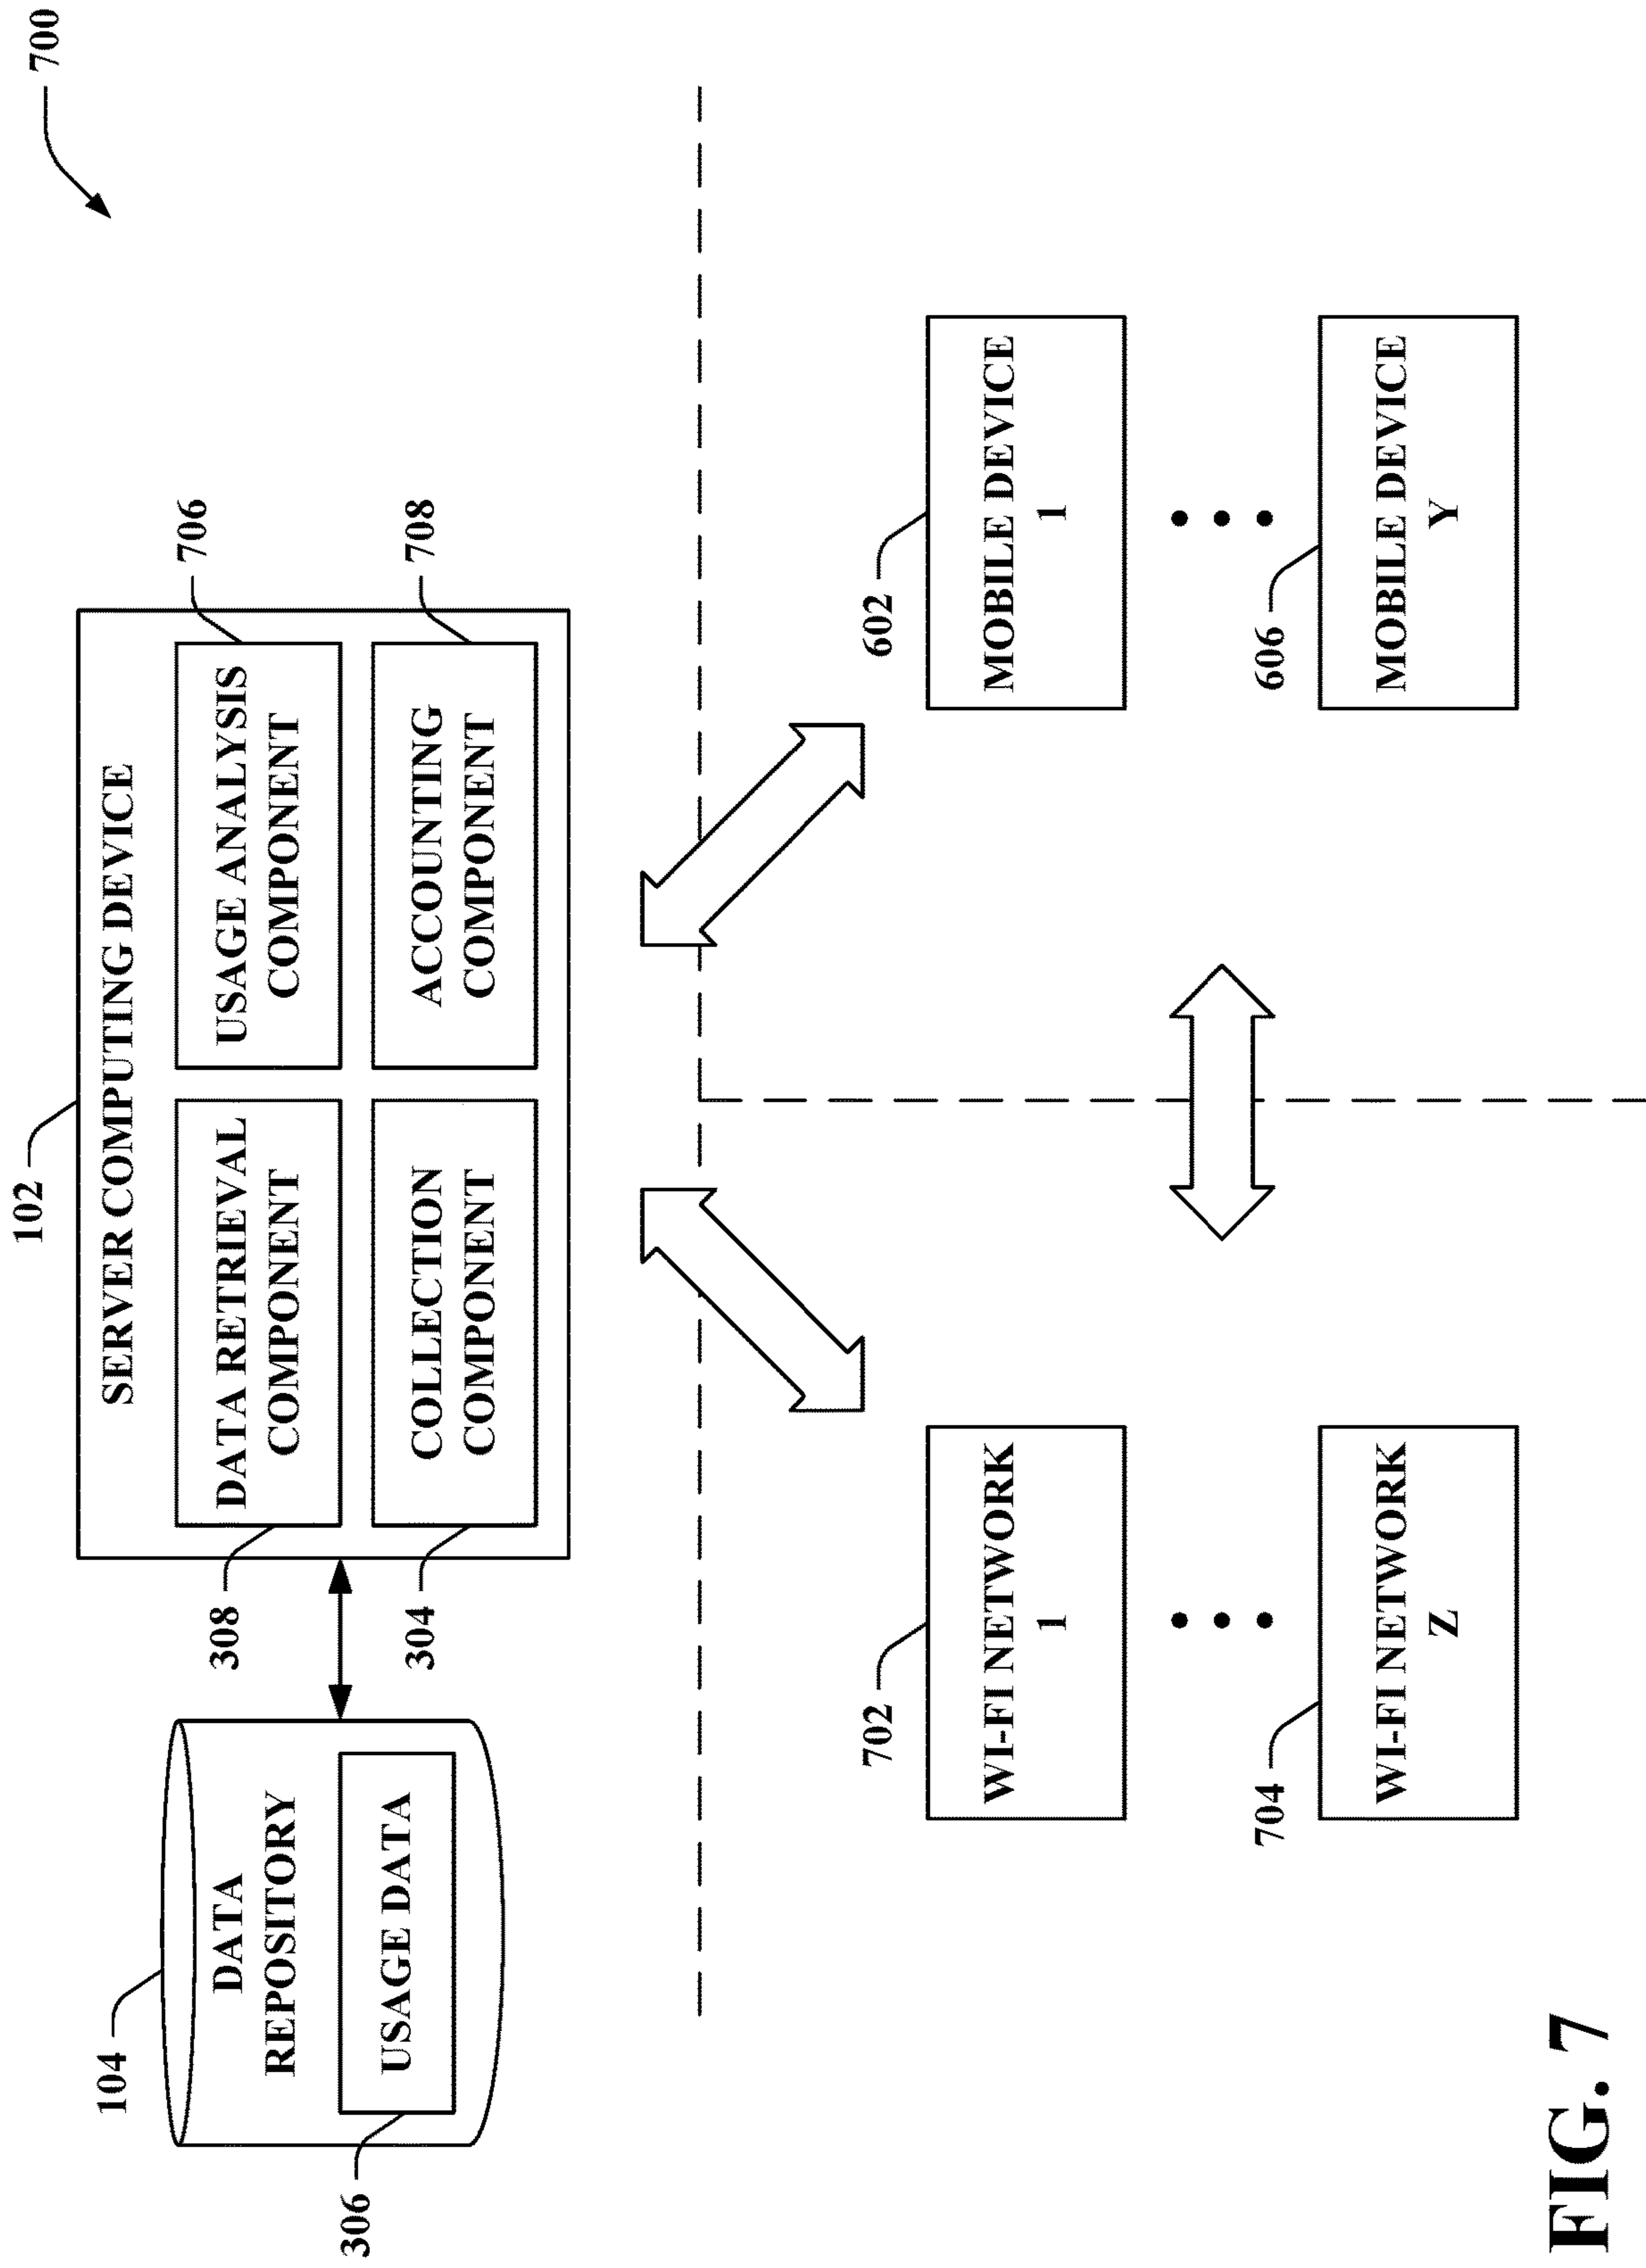 700
102
SERVER COMPUTING DEVICE
104
DATA
REPOSITORY
306
USAGE DATA
308
DATA RETRIEVAL
COMPONENT
706
USAGE ANALYSIS
COMPONENT
304
COLLECTION
COMPONENT
708
ACCOUNTING
COMPONENT
702
WI-FI NETWORK
1
602
MOBILE DEVICE
1
704
WI-FI NETWORK
Z
606
MOBILE DEVICE
Y
FIG. 7